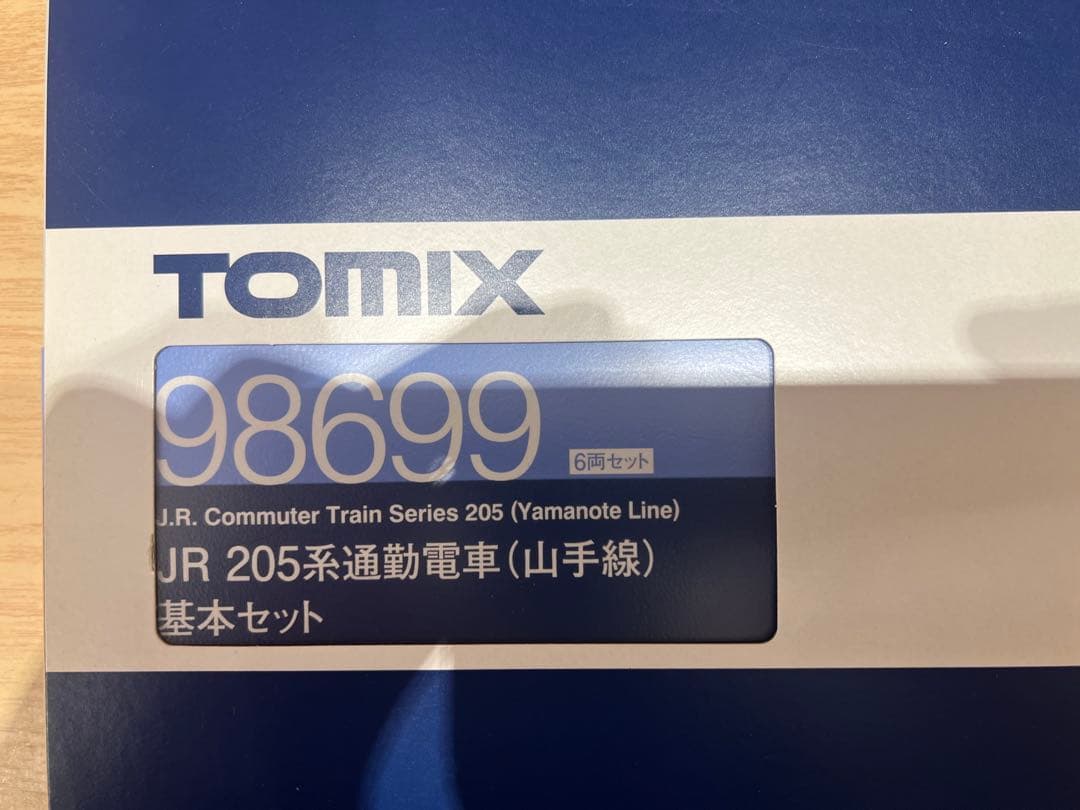 TOMIX
98699 6両セット
J.R. Commuter Train Series 205 (Yamanote Line)
JR 205系通勤電車(山手線)
基本セット